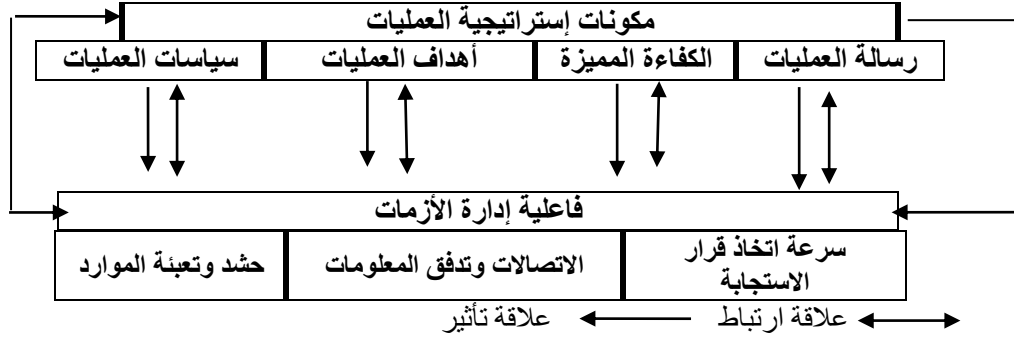 مكونات إستراتيجية العمليات
رسالة العمليات
الكفاءة المميزة
أهداف العمليات
سياسات العمليات
فاعلية إدارة الأزمات
سرعة اتخاذ قرار
الاستجابة
الاتصالات وتدفق المعلومات
حشد وتعبئة الموارد
علاقة ارتباط
علاقة تأثير